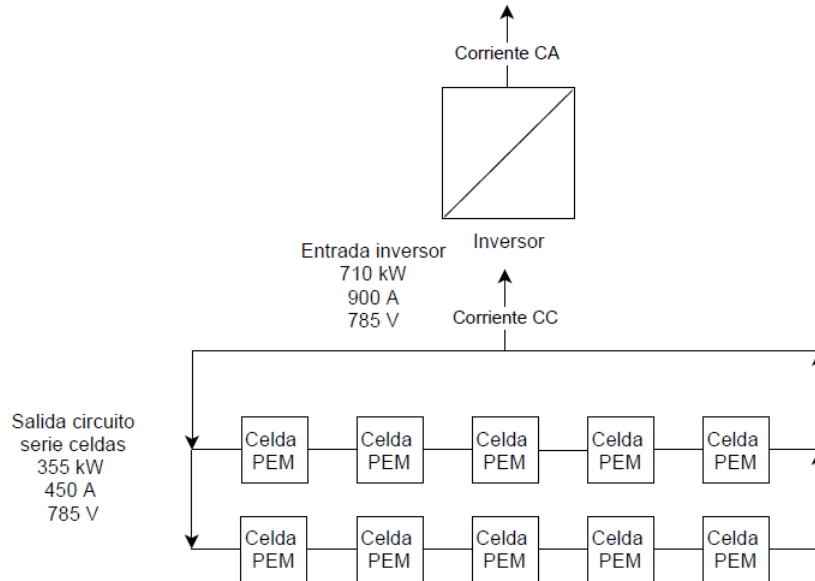 Corriente CA
Inversor
Entrada inversor
710 kW
900 A
785 V
Corriente CC
Salida circuito
serie celdas
355 kW
450 A
785 V
Celda
PEM
Celda
PEM
Celda
PEM
Celda
PEM
Celda
PEM
Celda
PEM
Celda
PEM
Celda
PEM
Celda
PEM
Celda
PEM